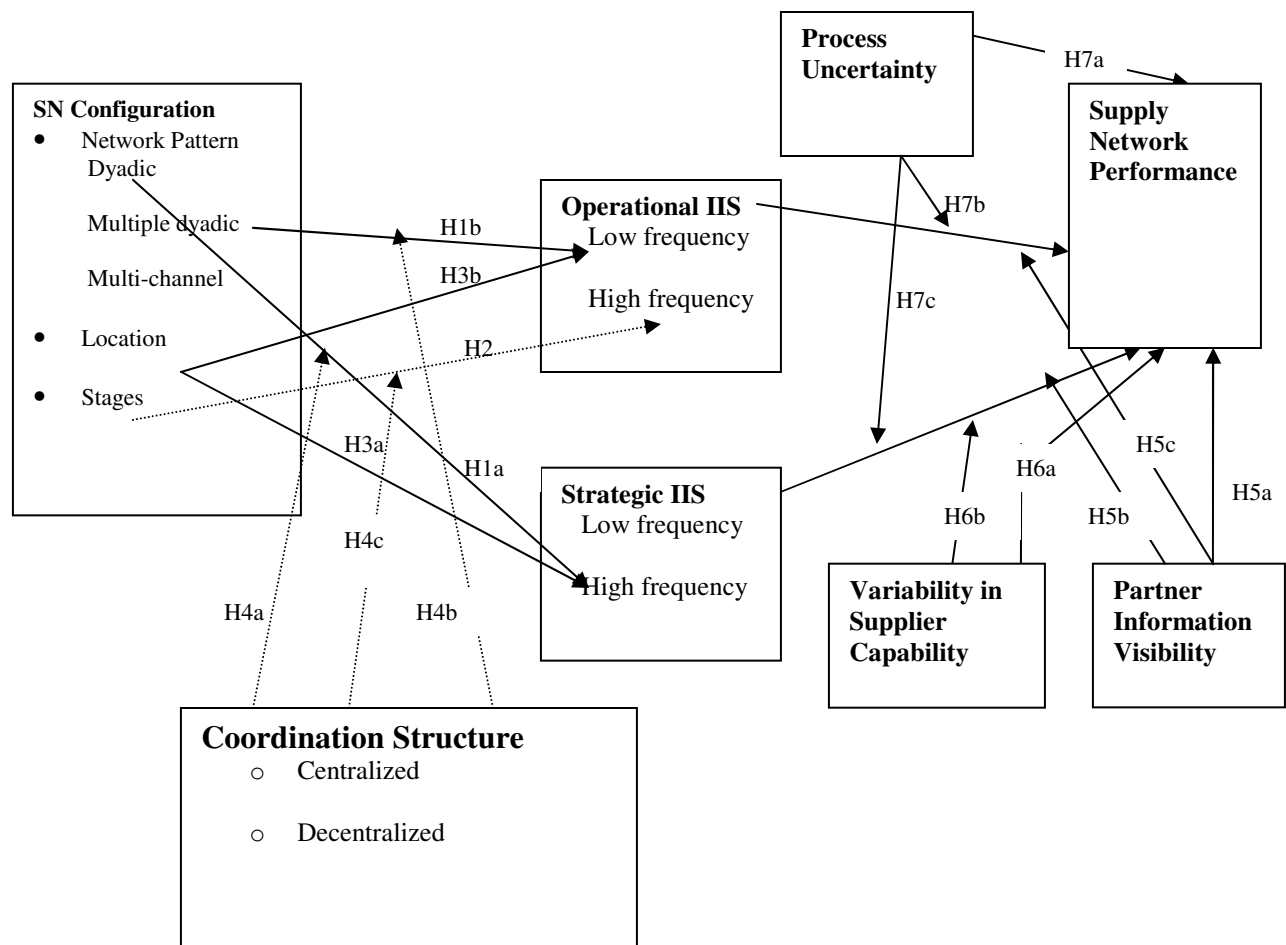 Process
Uncertainty
H7a
SN Configuration
• Network Pattern
Dyadic
Multiple dyadic
Multi-channel
• Location
• Stages
H1b
H3b
H2
H3a
H1a
Operational IIS
Low frequency
High frequency
H7b
H7c
Supply
Network
Performance
Strategic IIS
Low frequency
High frequency
H6a
H5c
H6b
H5b
H5a
H4c
H4a
H4b
Variability in
Supplier
Capability
Partner
Information
Visibility
Coordination Structure
o Centralized
o Decentralized